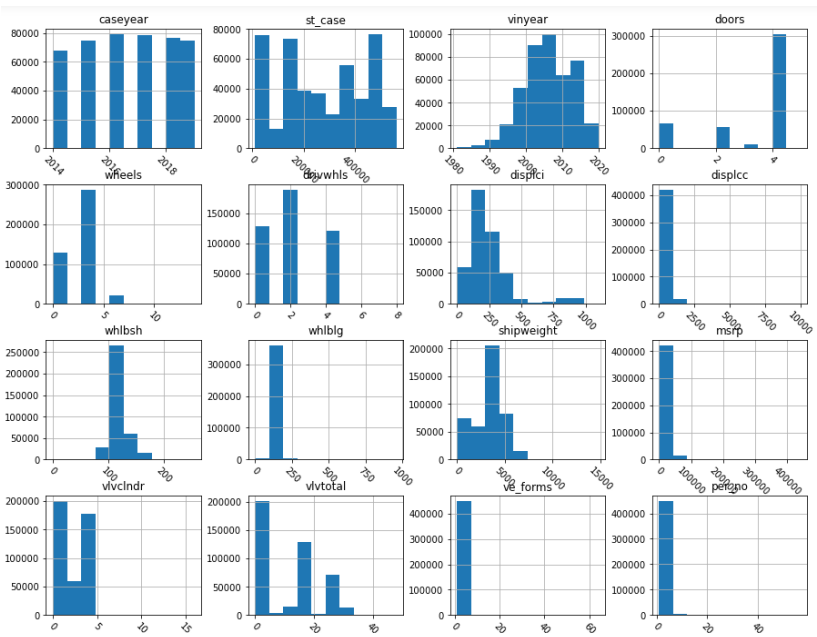 caseyear st_case vinyear doors
80000 80000 100000 300000
60000 60000 80000 200000
40000 40000 60000 100000
20000 20000 40000 0
0 0 20000
0
2014 2016 2018 0 200000 400000 1980 1990 2000 2010 2020 0 2 4
wheels drivwhls displci displcc
300000 150000 150000 400000
200000 100000 100000 300000
100000 50000 50000 200000
0 0 0 100000
0
0 5 10 0 2 4 6 8 0 250 500 750 1000 0 2500 5000 7500 10000
whlbsh whlblg shipweight msrp
250000 300000 200000 400000
200000 200000 150000 300000
150000 100000 100000 200000
100000 0 50000 100000
50000 0 0
0
0 100 200 0 250 500 750 1000 0 5000 10000 15000 0 100000 200000 300000 400000
vlvclndr vlvtotal ve_forms per_no
200000 200000 400000 400000
150000 150000 300000 300000
100000 100000 200000 200000
50000 50000 100000 100000
0 0 0 0
0 5 10 15 0 20 40 0 20 40 60 0 20 40